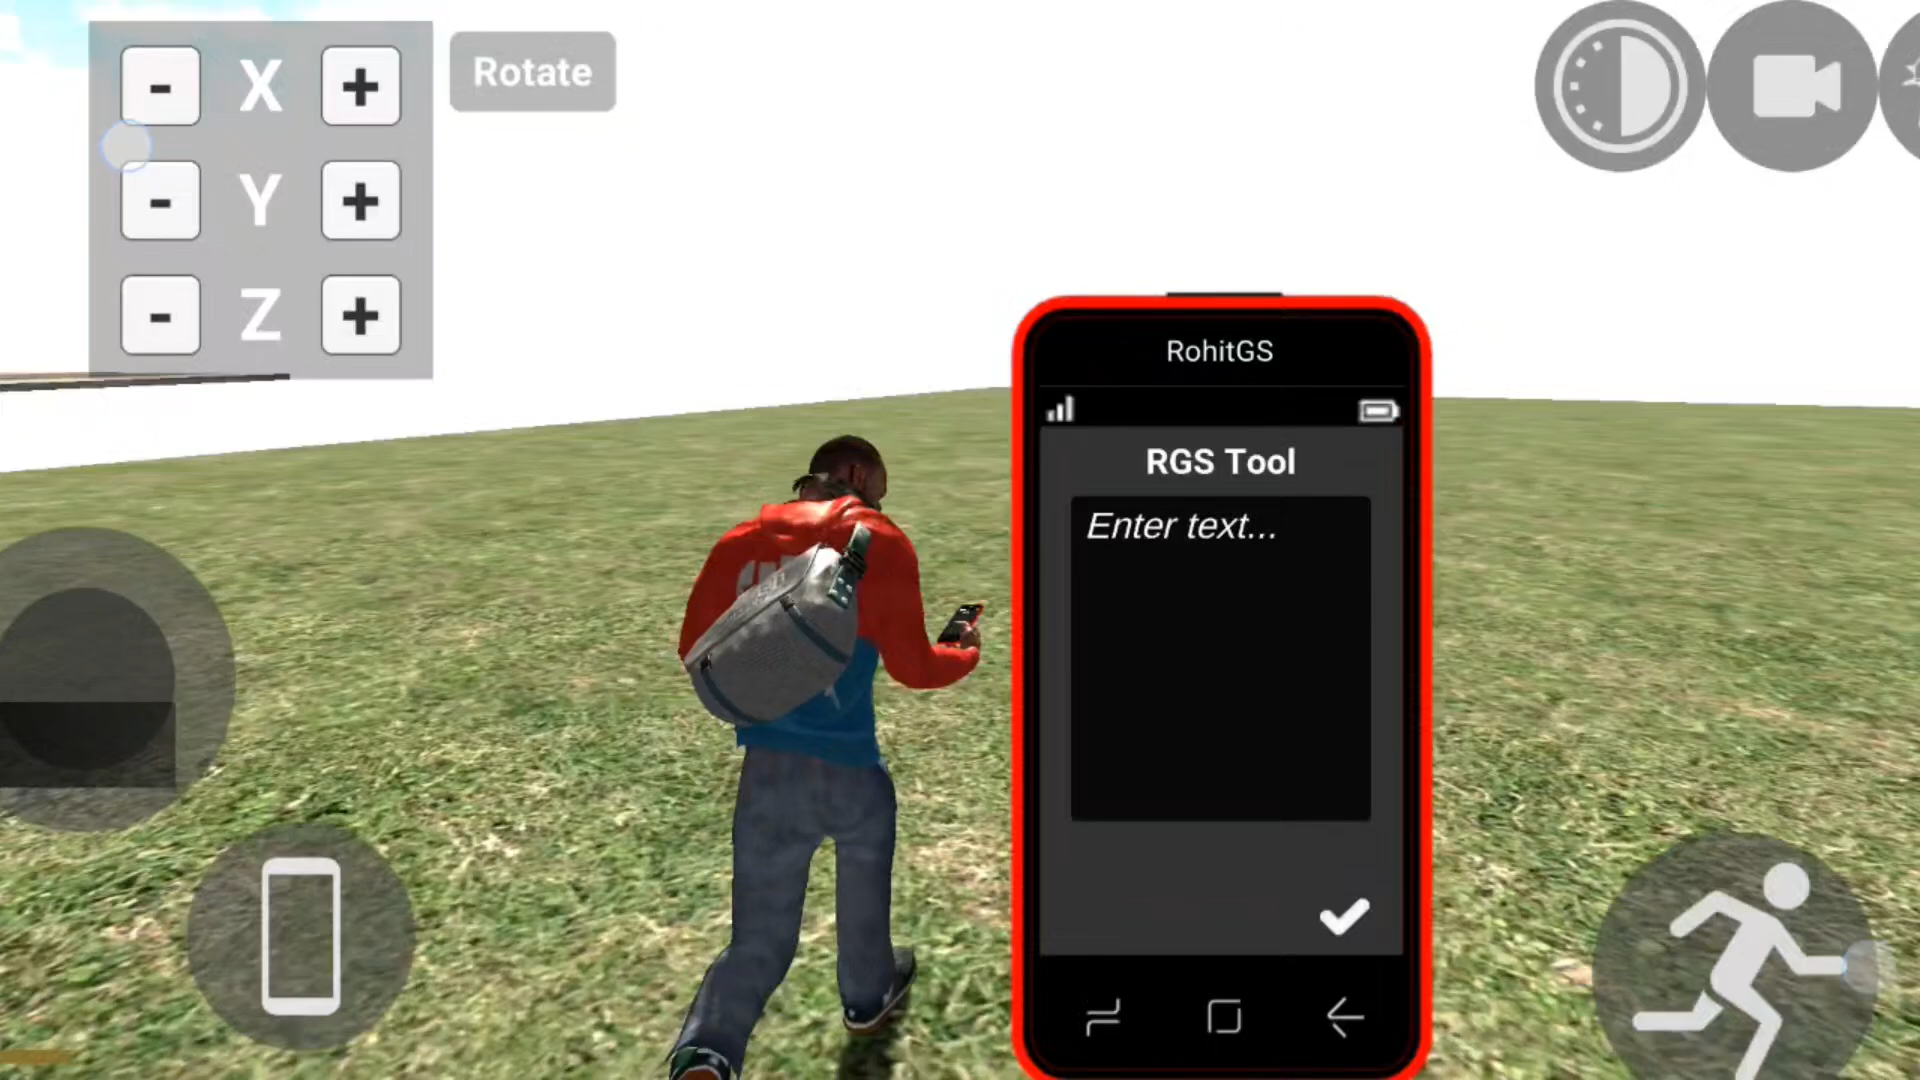 - X +
Rotate
- Y +
- Z +
RohitGS
RGS Tool
Enter text...